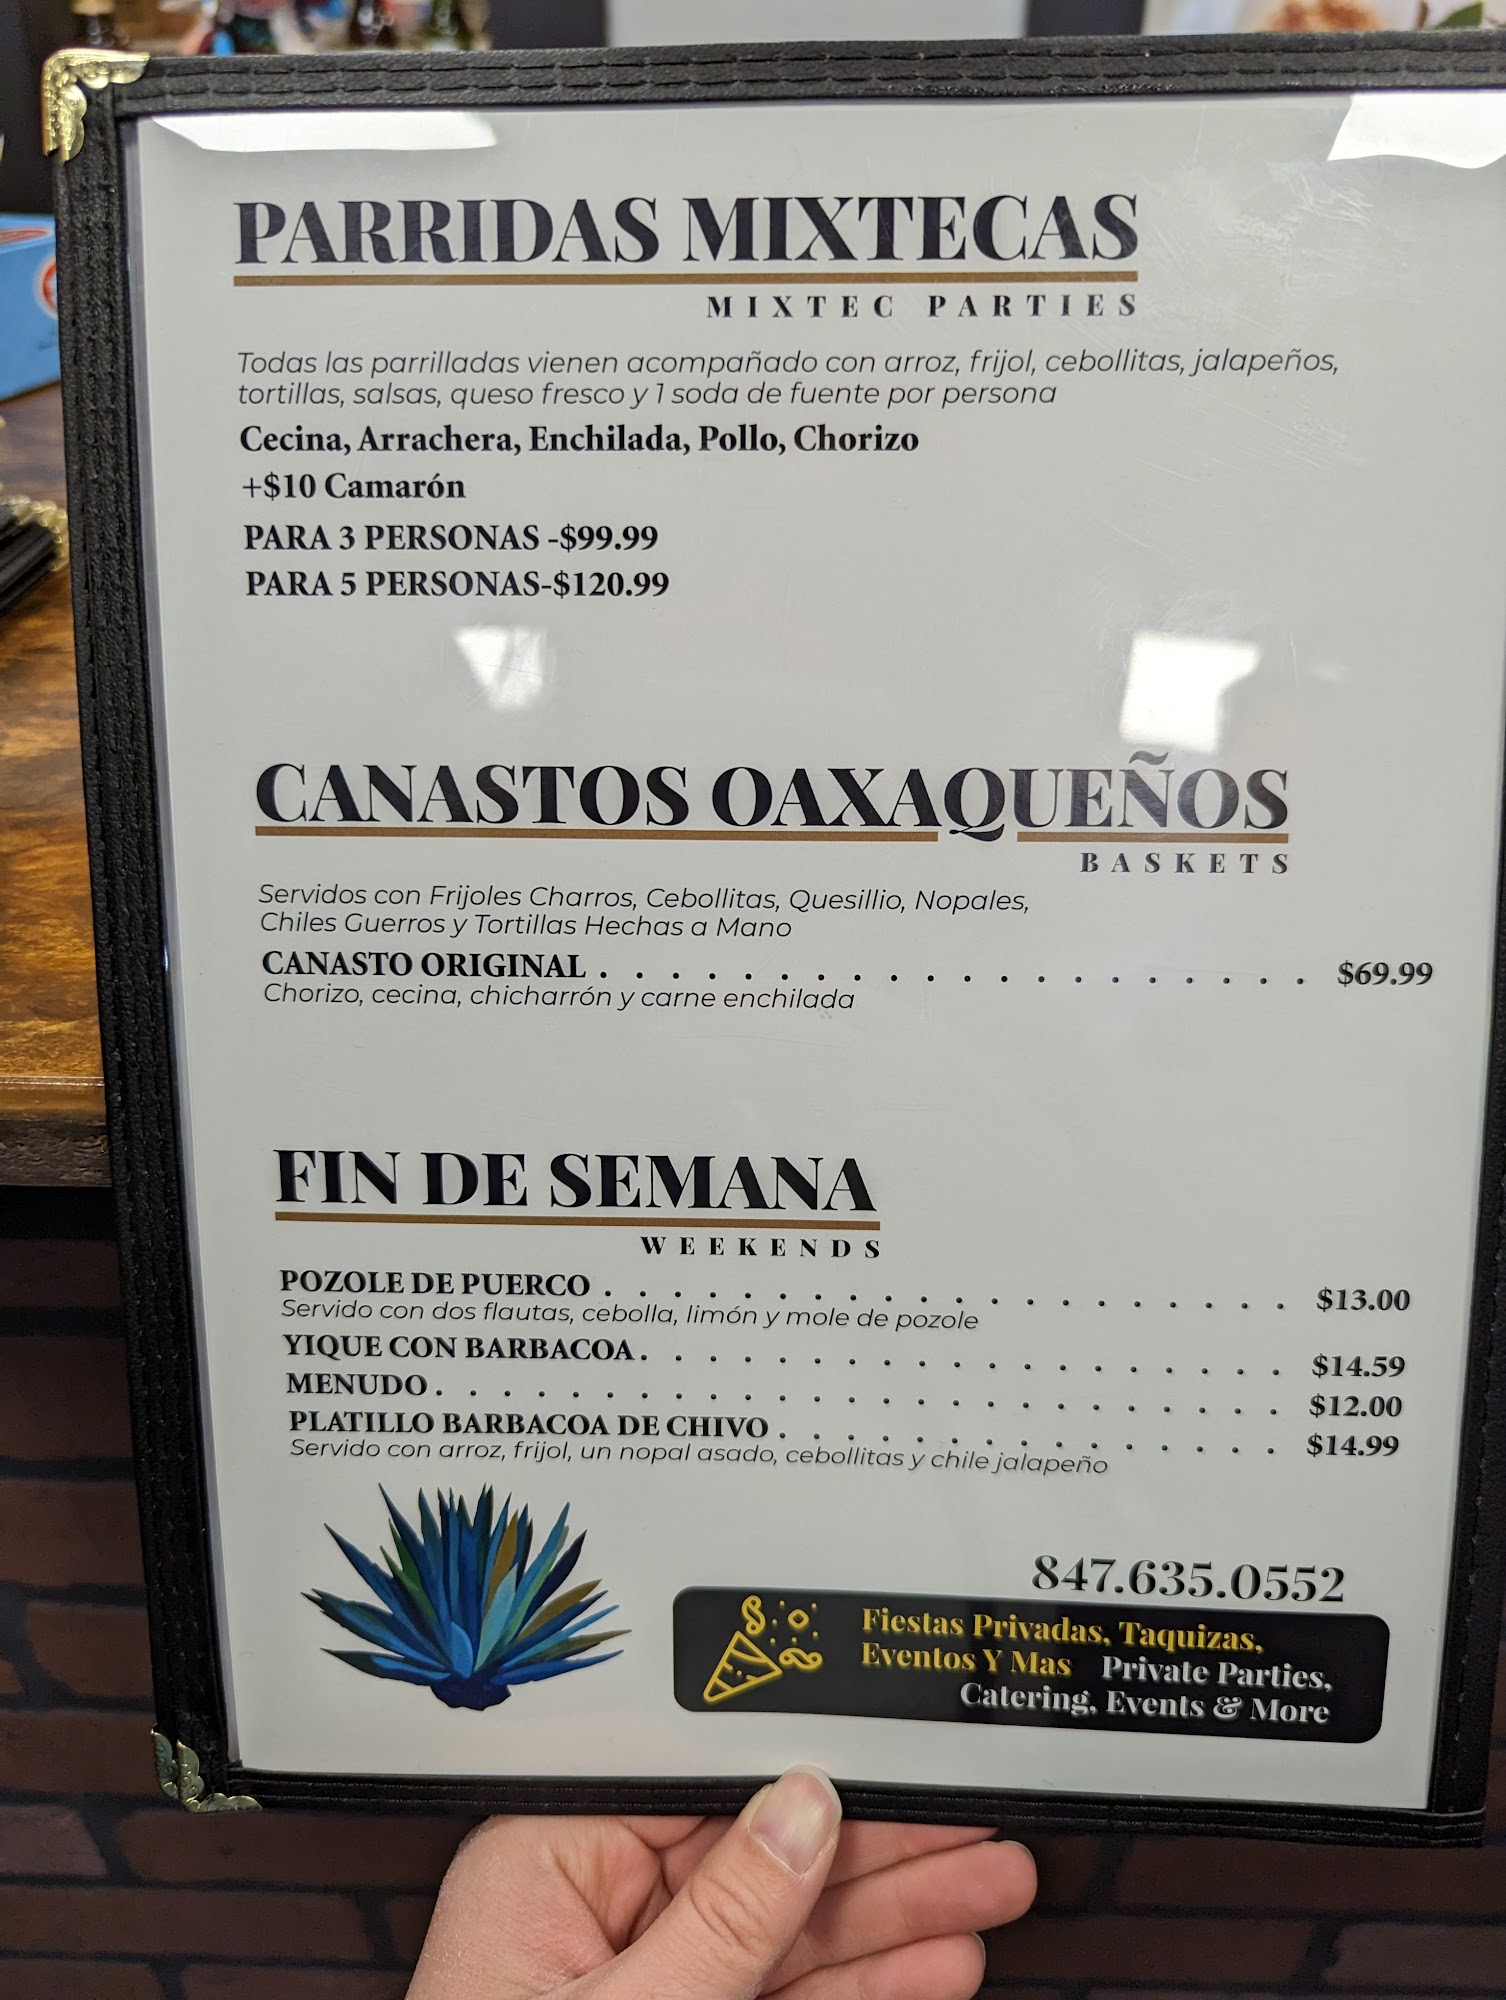 PARRIDAS MIXTECAS
MIXTEC PARTIES
Todas las parrilladas vienen acompañado con arroz, frijol, cebollitas, jalapeños,
tortillas, salsas, queso fresco y 1 soda de fuente por persona
Cecina, Arrachera, Enchilada, Pollo, Chorizo
+$10 Camarón
PARA 3 PERSONAS -$99.99
PARA 5 PERSONAS-$120.99
CANASTOS OAXAQUEÑOS
BASKETS
Servidos con Frijoles Charros, Cebollitas, Quesillio, Nopales,
Chiles Guerros y Tortillas Hechas a Mano
CANASTO ORIGINAL . . . . . . . . . . . . . . . . . . . . $69.99
Chorizo, cecina, chicharrón y carne enchilada
FIN DE SEMANA
WEEKENDS
POZOLE DE PUERCO . . . . . . . . . . . . . . . . . . . . $13.00
Servido con dos flautas, cebolla, limón y mole de pozole
YIQUE CON BARBACOA . . . . . . . . . . . . . . . . . . . $14.59
MENUDO . . . . . . . . . . . . . . . . . . . . . . . . . $12.00
PLATILLO BARBACOA DE CHIVO . . . . . . . . . . . . . . . $14.99
Servido con arroz, frijol, un nopal asado, cebollitas y chile jalapeño
847.635.0552
Fiestas Privadas, Taquizas,
Eventos Y Mas Private Parties,
Catering, Events & More